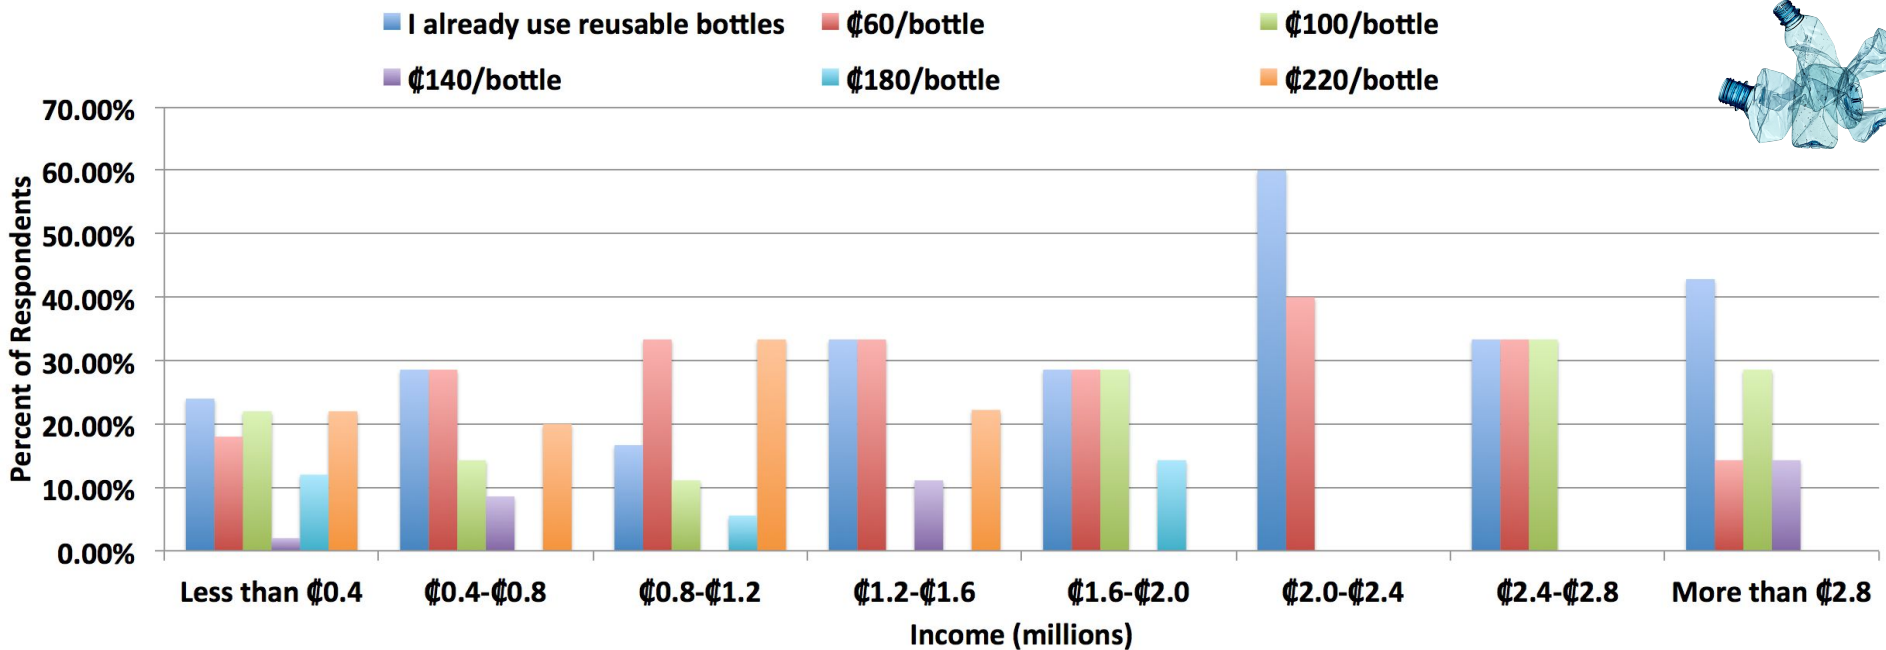 I already use reusable bottles ₡60/bottle ₡100/bottle
₡140/bottle ₡180/bottle ₡220/bottle
Percent of Respondents
70.00%
60.00%
50.00%
40.00%
30.00%
20.00%
10.00%
0.00%
Less than ₡0.4 ₡0.4-₡0.8 ₡0.8-₡1.2 ₡1.2-₡1.6 ₡1.6-₡2.0 ₡2.0-₡2.4 ₡2.4-₡2.8 More than ₡2.8
Income (millions)